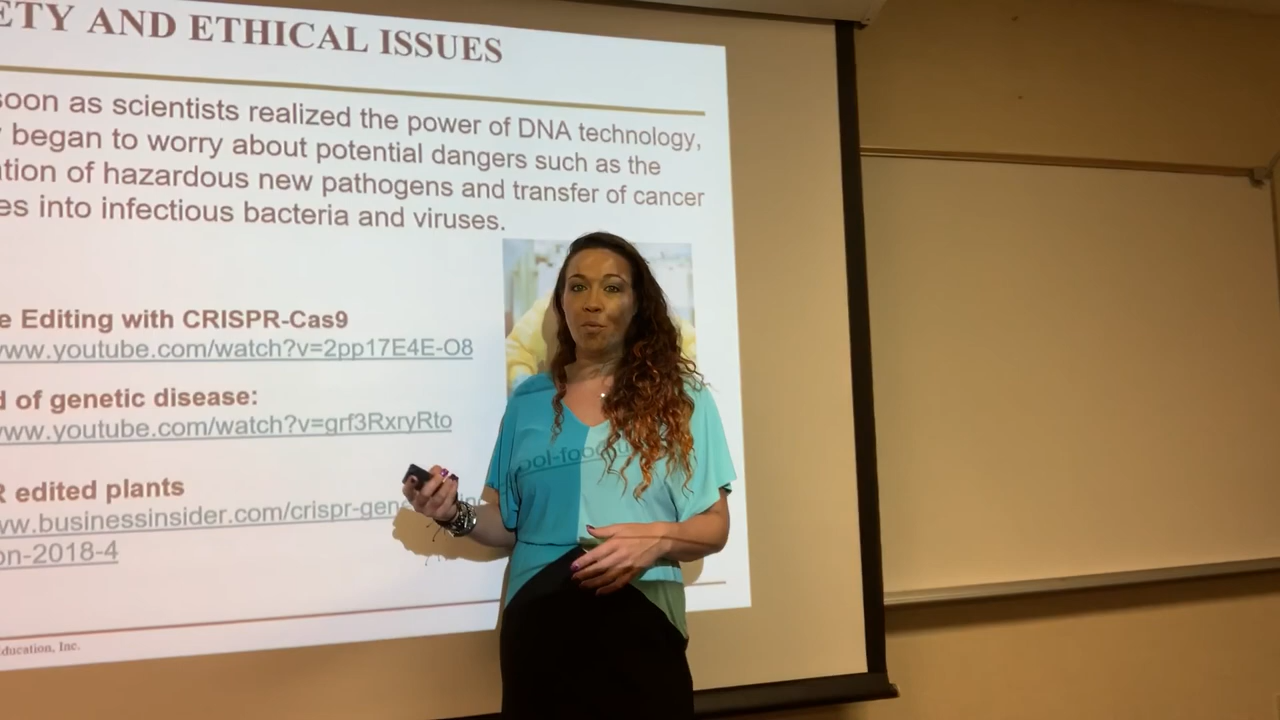 ETY AND ETHICAL ISSUES
soon as scientists realized the power of DNA technology,
began to worry about potential dangers such as the
ation of hazardous new pathogens and transfer of cancer
es into infectious bacteria and viruses.
e Editing with CRISPR-Cas9
www.youtube.com/watch?v=2pp17E4E-O8
d of genetic disease:
www.youtube.com/watch?v=grf3RxryRto
R edited plants
ww.businessinsider.com/crispr-gen
ool-foo
on-2018-4
ducation, Inc.